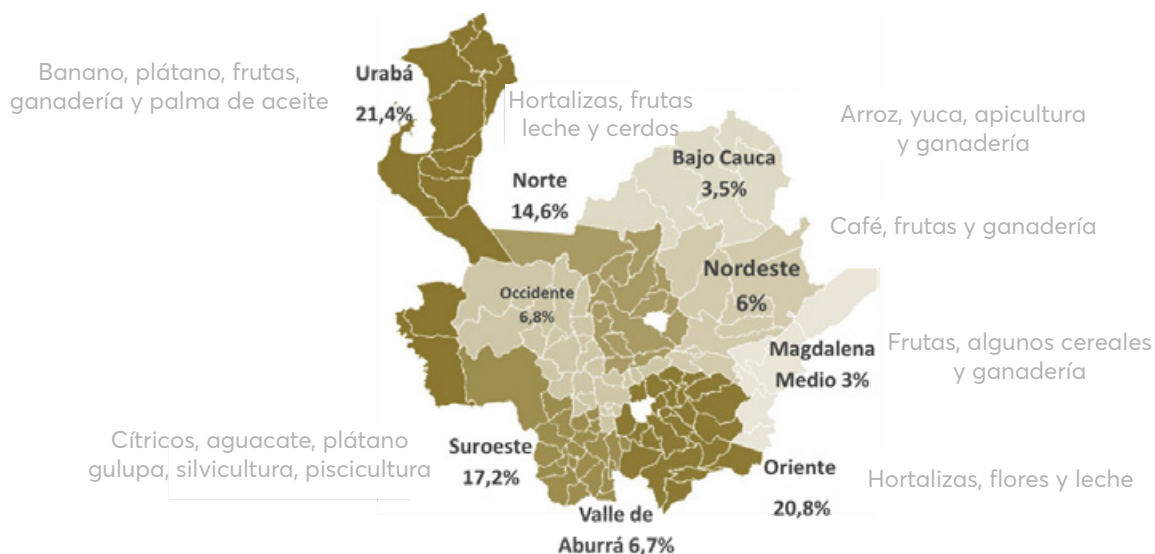 Banano, plátano, frutas,
ganadería y palma de aceite
Urabá
21,4%
Hortalizas, frutas
leche y cerdos
Norte
14,6%
Arroz, yuca, apicultura
y ganadería
Bajo Cauca
3,5%
Café, frutas y ganadería
Nordeste
6%
Occidente
6,8%
Magdalena
Medio 3%
Frutas, algunos cereales
y ganadería
Cítricos, aguacate, plátano
gulupa, silvicultura, piscicultura
Suroeste
17,2%
Oriente
20,8%
Hortalizas, flores y leche
Valle de
Aburrá 6,7%